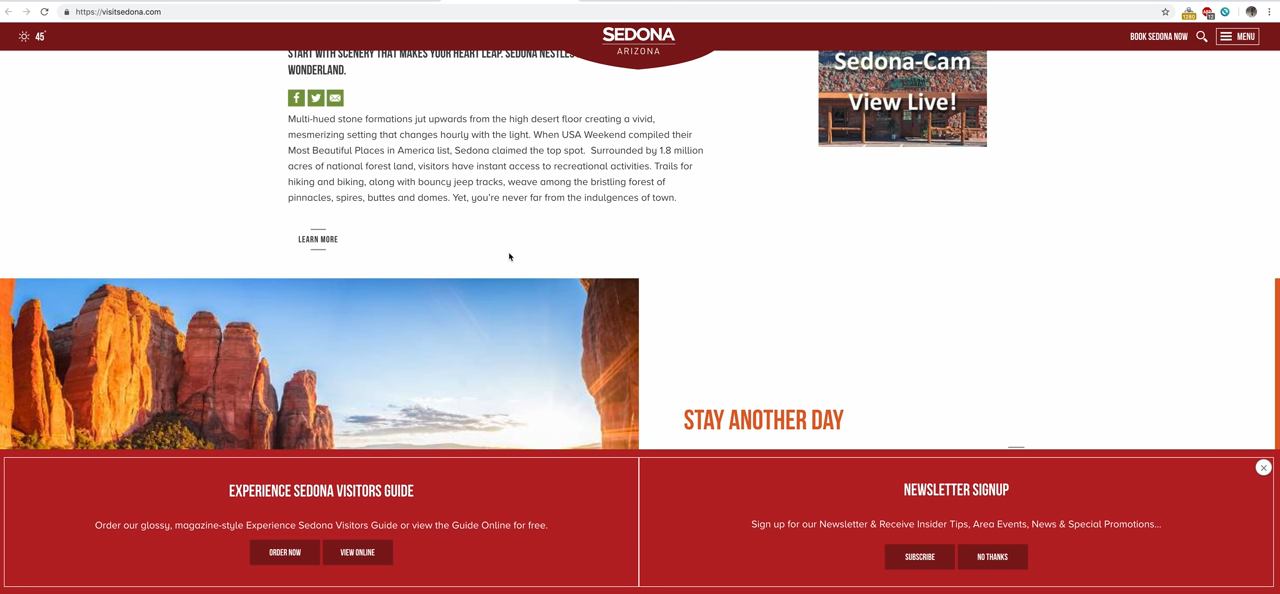 https://visitsedona.com
45°
SEDONA
ARIZONA
BOOK SEDONA NOW
MENU
START WITH SCENERY THAT MAKES YOUR HEART LEAP. SEDONA NESTLES
WONDERLAND.
Sedona-Cam
View Live!
Multi-hued stone formations jut upwards from the high desert floor creating a vivid,
mesmerizing setting that changes hourly with the light. When USA Weekend compiled their
Most Beautiful Places in America list, Sedona claimed the top spot. Surrounded by 1.8 million
acres of national forest land, visitors have instant access to recreational activities. Trails for
hiking and biking, along with bouncy jeep tracks, weave among the bristling forest of
pinnacles, spires, buttes and domes. Yet, you're never far from the indulgences of town.
LEARN MORE
STAY ANOTHER DAY
EXPERIENCE SEDONA VISITORS GUIDE
Order our glossy, magazine-style Experience Sedona Visitors Guide or view the Guide Online for free.
ORDER NOW
VIEW ONLINE
NEWSLETTER SIGNUP
Sign up for our Newsletter & Receive Insider Tips, Area Events, News & Special Promotions...
SUBSCRIBE
NO THANKS